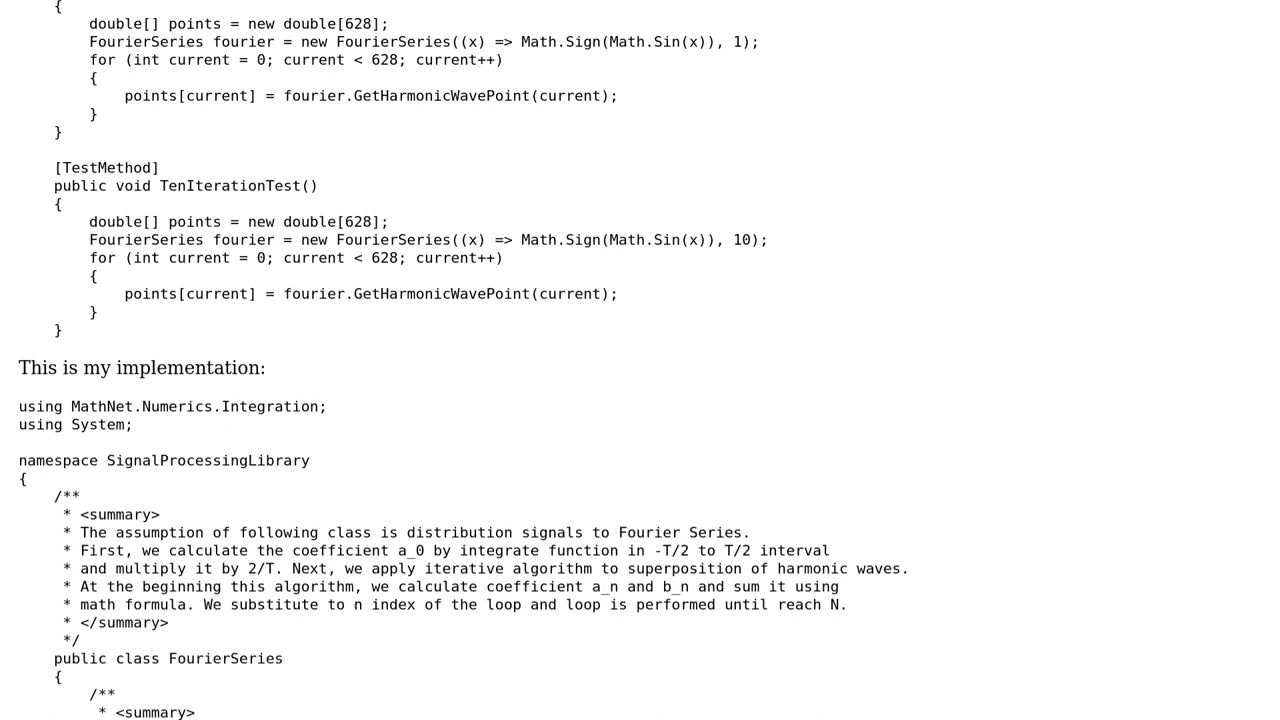 {
double[] points = new double[628];
FourierSeries fourier = new FourierSeries((x) => Math.Sign(Math.Sin(x)), 1);
for (int current = 0; current < 628; current++)
{
points[current] = fourier.GetHarmonicWavePoint(current);
}
}
[TestMethod]
public void TenIterationTest()
{
double[] points = new double[628];
FourierSeries fourier = new FourierSeries((x) => Math.Sign(Math.Sin(x)), 10);
for (int current = 0; current < 628; current++)
{
points[current] = fourier.GetHarmonicWavePoint(current);
}
}
This is my implementation:
using MathNet.Numerics.Integration;
using System;
namespace SignalProcessingLibrary
{
/**
* <summary>
* The assumption of following class is distribution signals to Fourier Series.
* First, we calculate the coefficient a_0 by integrate function in -T/2 to T/2 interval
* and multiply it by 2/T. Next, we apply iterative algorithm to superposition of harmonic waves.
* At the beginning this algorithm, we calculate coefficient a_n and b_n and sum it using
* math formula. We substitute to n index of the loop and loop is performed until reach N.
* </summary>
*/
public class FourierSeries
{
/**
* <summary>